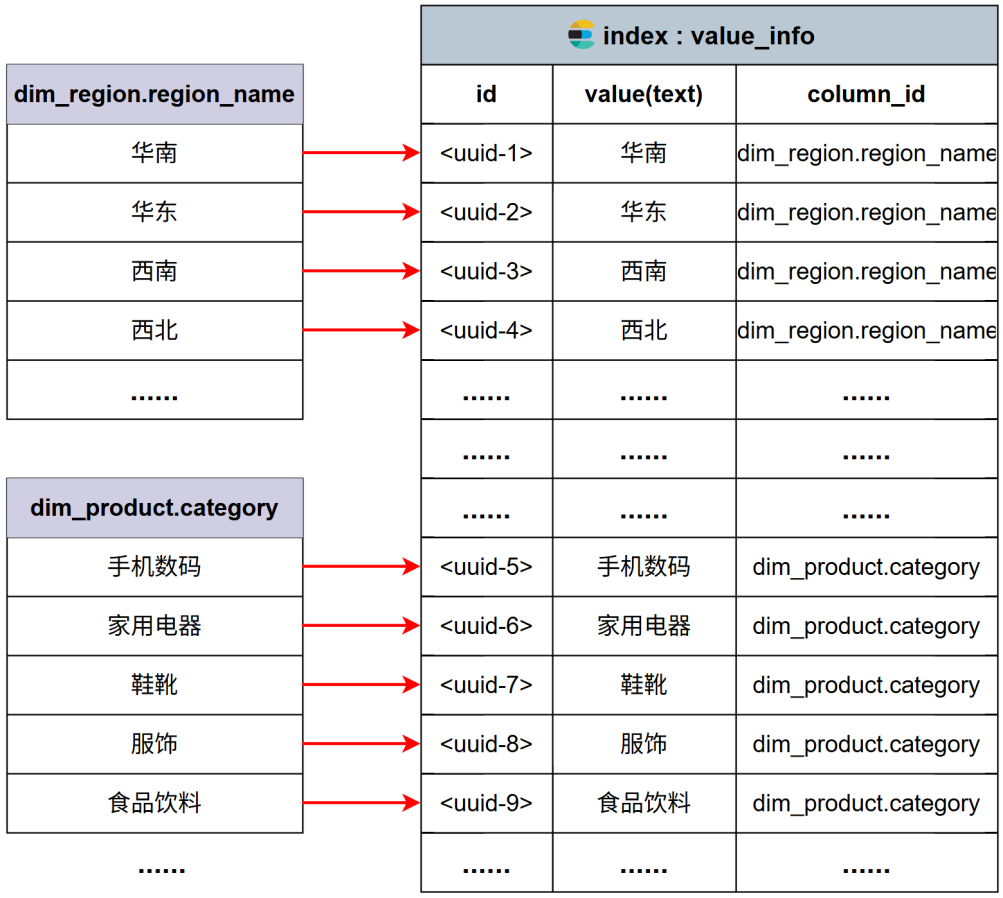 dim_region.region_name
华南
华东
西南
西北
......
dim_product.category
手机数码
家用电器
鞋靴
服饰
食品饮料
......
index : value_info
id value(text) column_id
<uuid-1> 华南 dim_region.region_name
<uuid-2> 华东 dim_region.region_name
<uuid-3> 西南 dim_region.region_name
<uuid-4> 西北 dim_region.region_name
...... ...... ......
...... ...... ......
...... ...... ......
<uuid-5> 手机数码 dim_product.category
<uuid-6> 家用电器 dim_product.category
<uuid-7> 鞋靴 dim_product.category
<uuid-8> 服饰 dim_product.category
<uuid-9> 食品饮料 dim_product.category
...... ...... ......